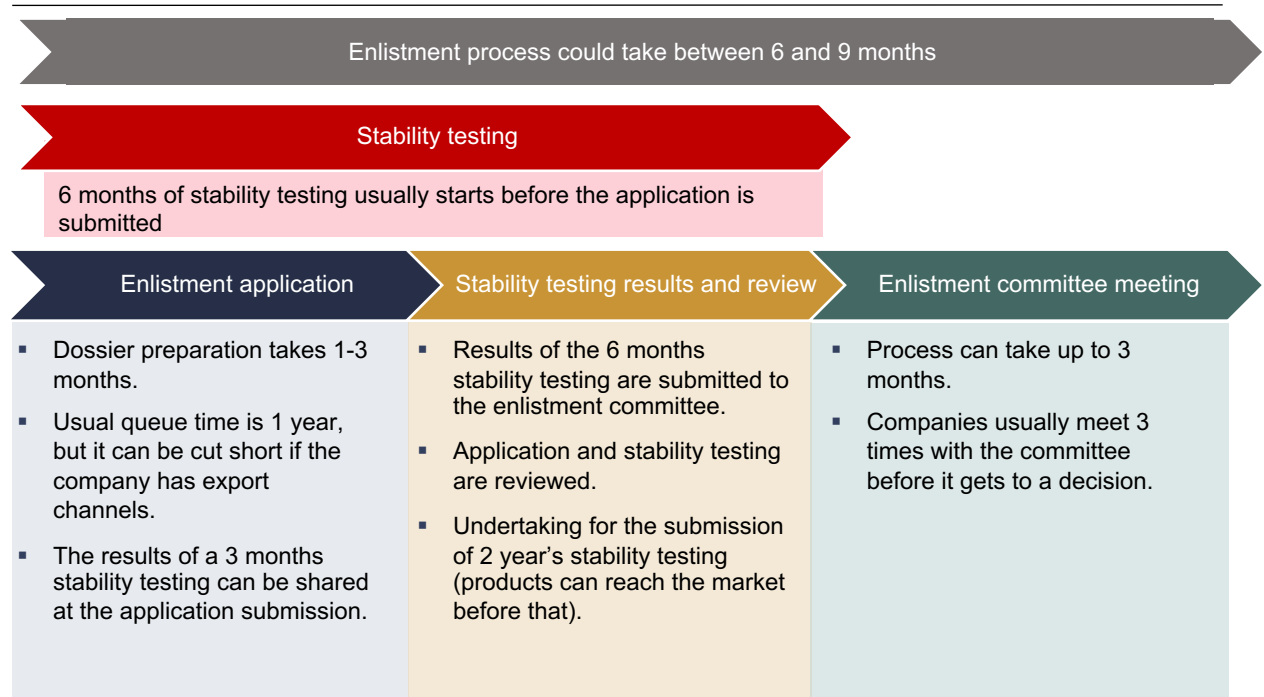 Enlistment process could take between 6 and 9 months
Stability testing
6 months of stability testing usually starts before the application is
submitted
Enlistment application
▪ Dossier preparation takes 1-3
months.
▪ Usual queue time is 1 year,
but it can be cut short if the
company has export
channels.
▪ The results of a 3 months
stability testing can be shared
at the application submission.
Stability testing results and review
▪ Results of the 6 months
stability testing are submitted to
the enlistment committee.
▪ Application and stability testing
are reviewed.
▪ Undertaking for the submission
of 2 year’s stability testing
(products can reach the market
before that).
Enlistment committee meeting
▪ Process can take up to 3
months.
▪ Companies usually meet 3
times with the committee
before it gets to a decision.